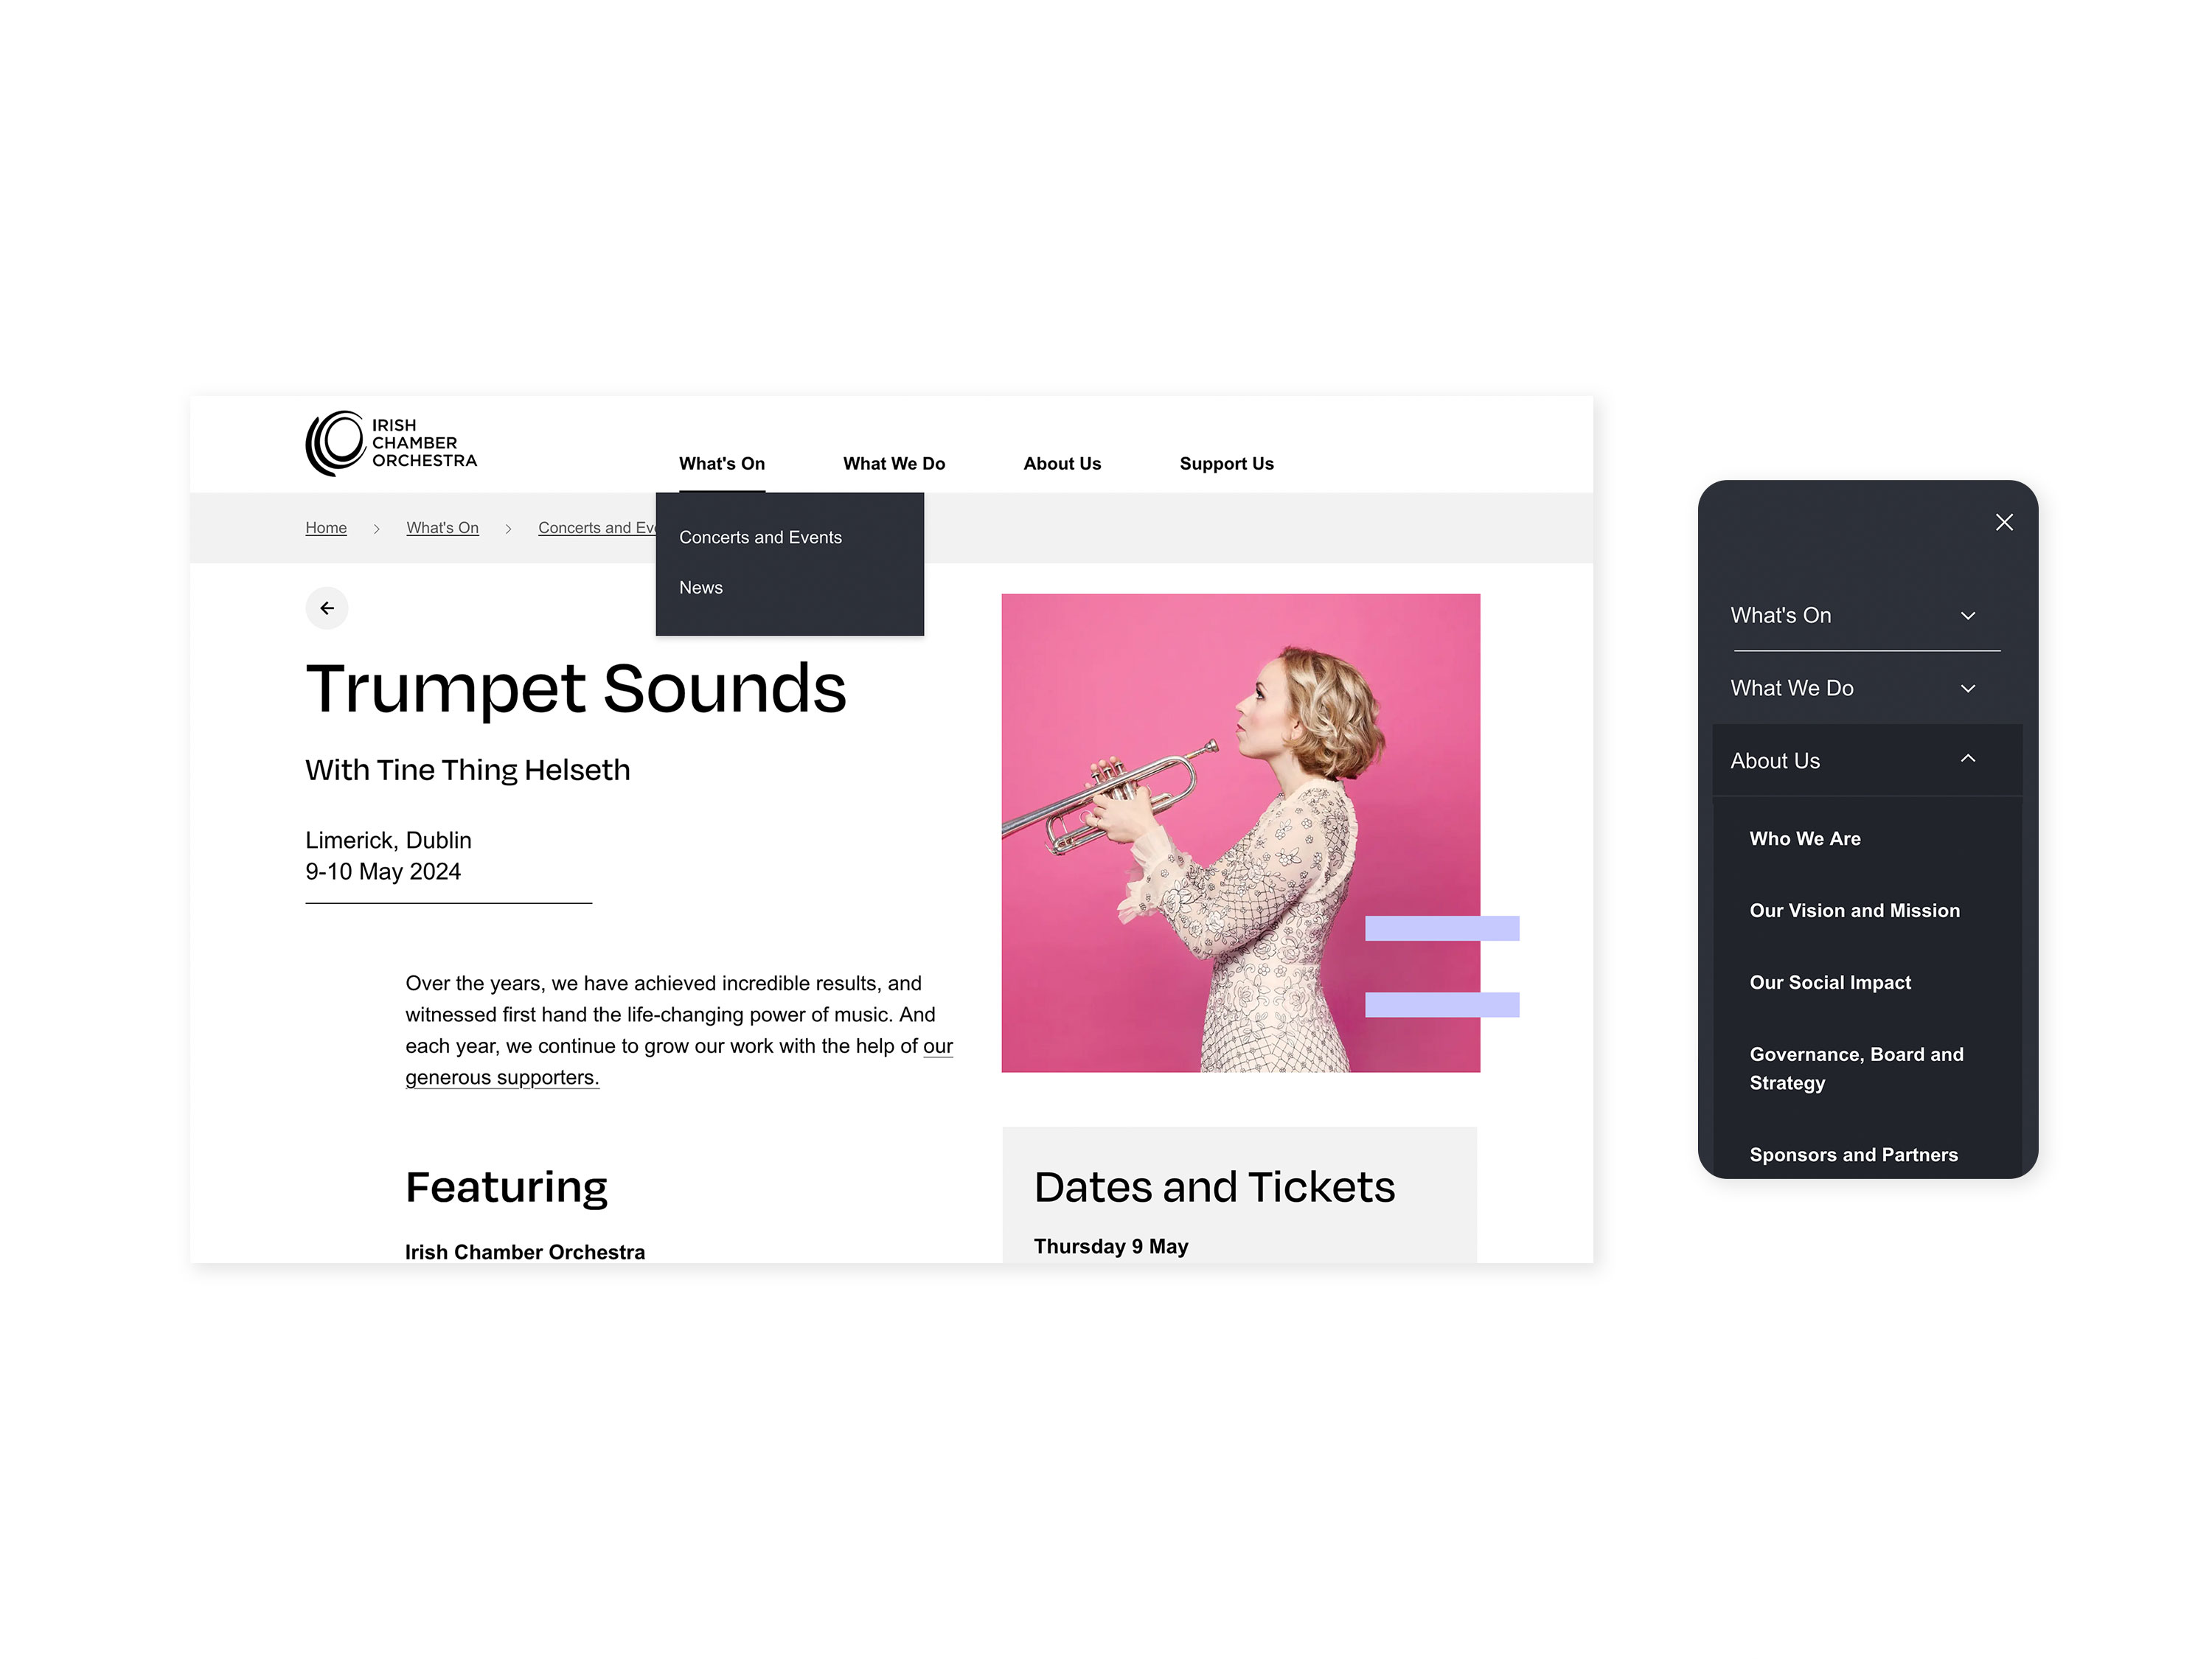 IRISH
CHAMBER
ORCHESTRA
What's On
What We Do
About Us
Support Us
Home
What's On
Concerts and
Concerts and Events
News
Trumpet Sounds
With Tine Thing Helseth
Limerick, Dublin
9-10 May 2024
Over the years, we have achieved incredible results, and
witnessed first hand the life-changing power of music. And
each year, we continue to grow our work with the help of our
generous supporters.
Featuring
Irish Chamber Orchestra
Dates and Tickets
Thursday 9 May
What's On
What We Do
About Us
Who We Are
Our Vision and Mission
Our Social Impact
Governance, Board and
Strategy
Sponsors and Partners